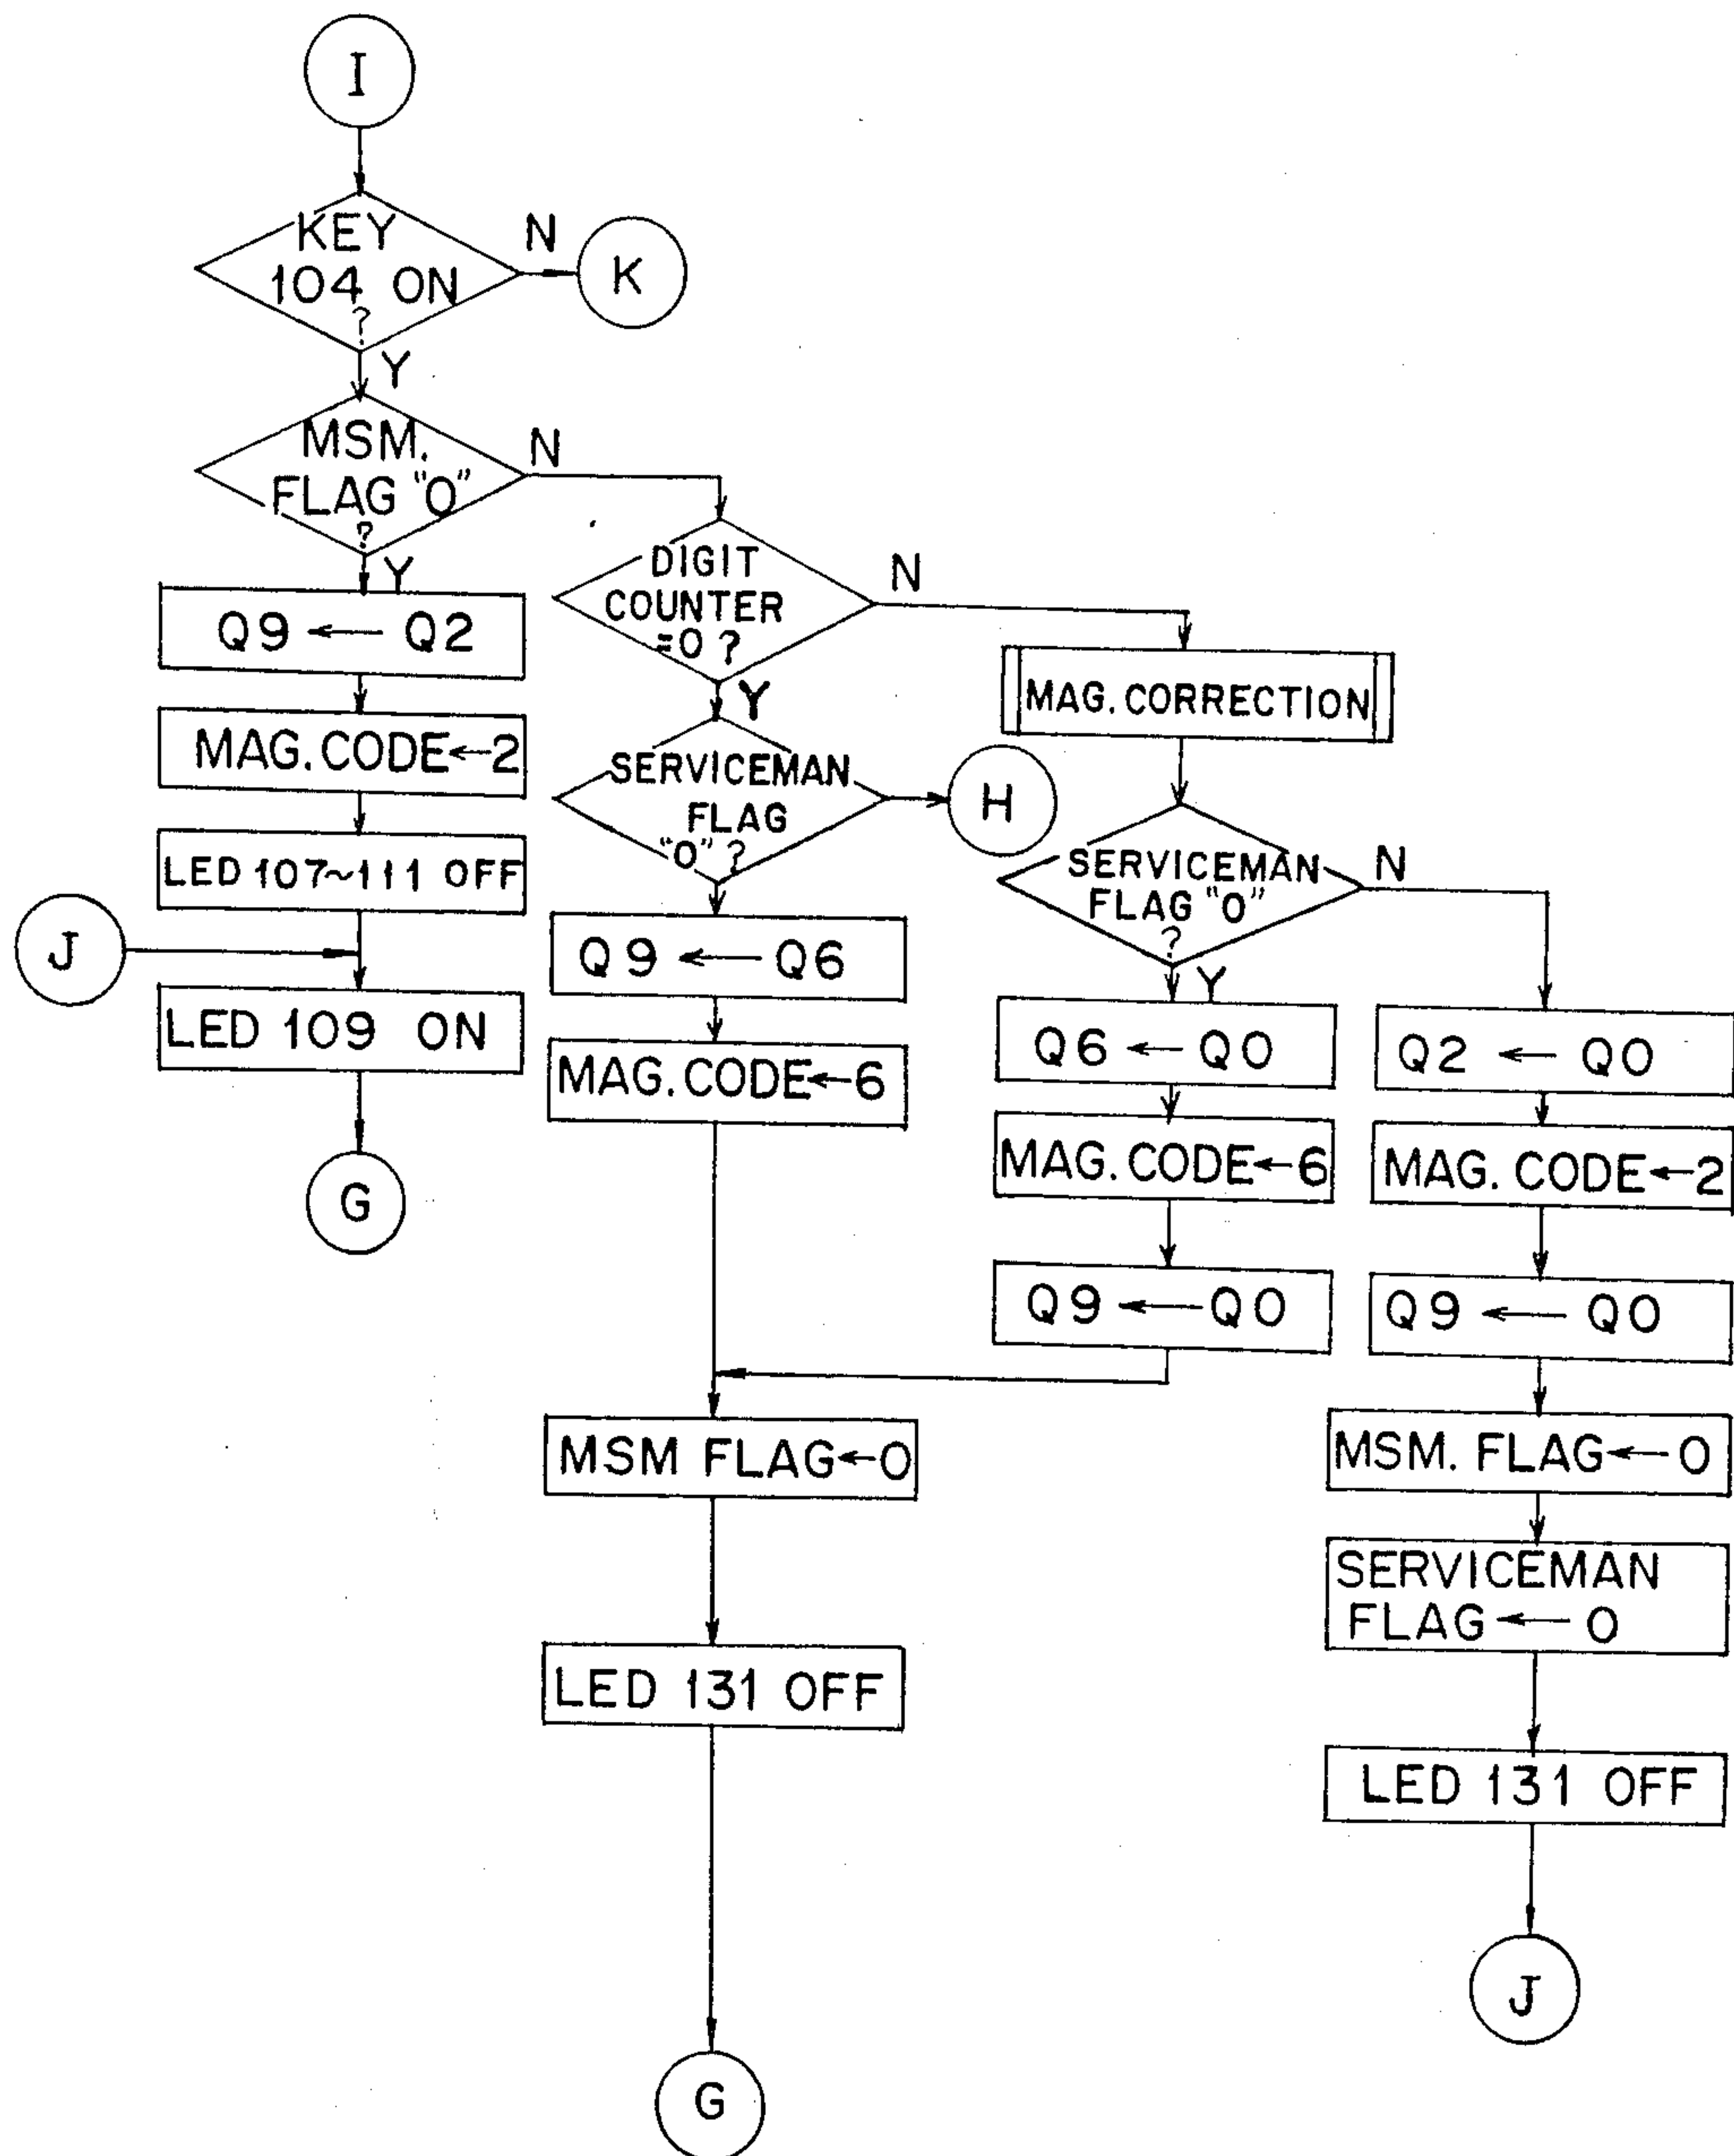 I
KEY
104 ON
?
N
K
Y
MSM.
FLAG "0"
?
N
Y
Q9 ← Q2
MAG. CODE←2
LED 107~111 OFF
J
LED 109 ON
G
DIGIT
COUNTER
=0 ?
N
Y
SERVICEMAN
FLAG
"0" ?
H
Q9 ← Q6
MAG. CODE←6
MSM FLAG←0
LED 131 OFF
G
MAG. CORRECTION
SERVICEMAN
FLAG "0"
?
N
Y
Q6 ← Q0
MAG. CODE←6
Q9 ← Q0
Q2 ← Q0
MAG. CODE←2
Q9 ← Q0
MSM. FLAG←0
SERVICEMAN
FLAG ← 0
LED 131 OFF
J